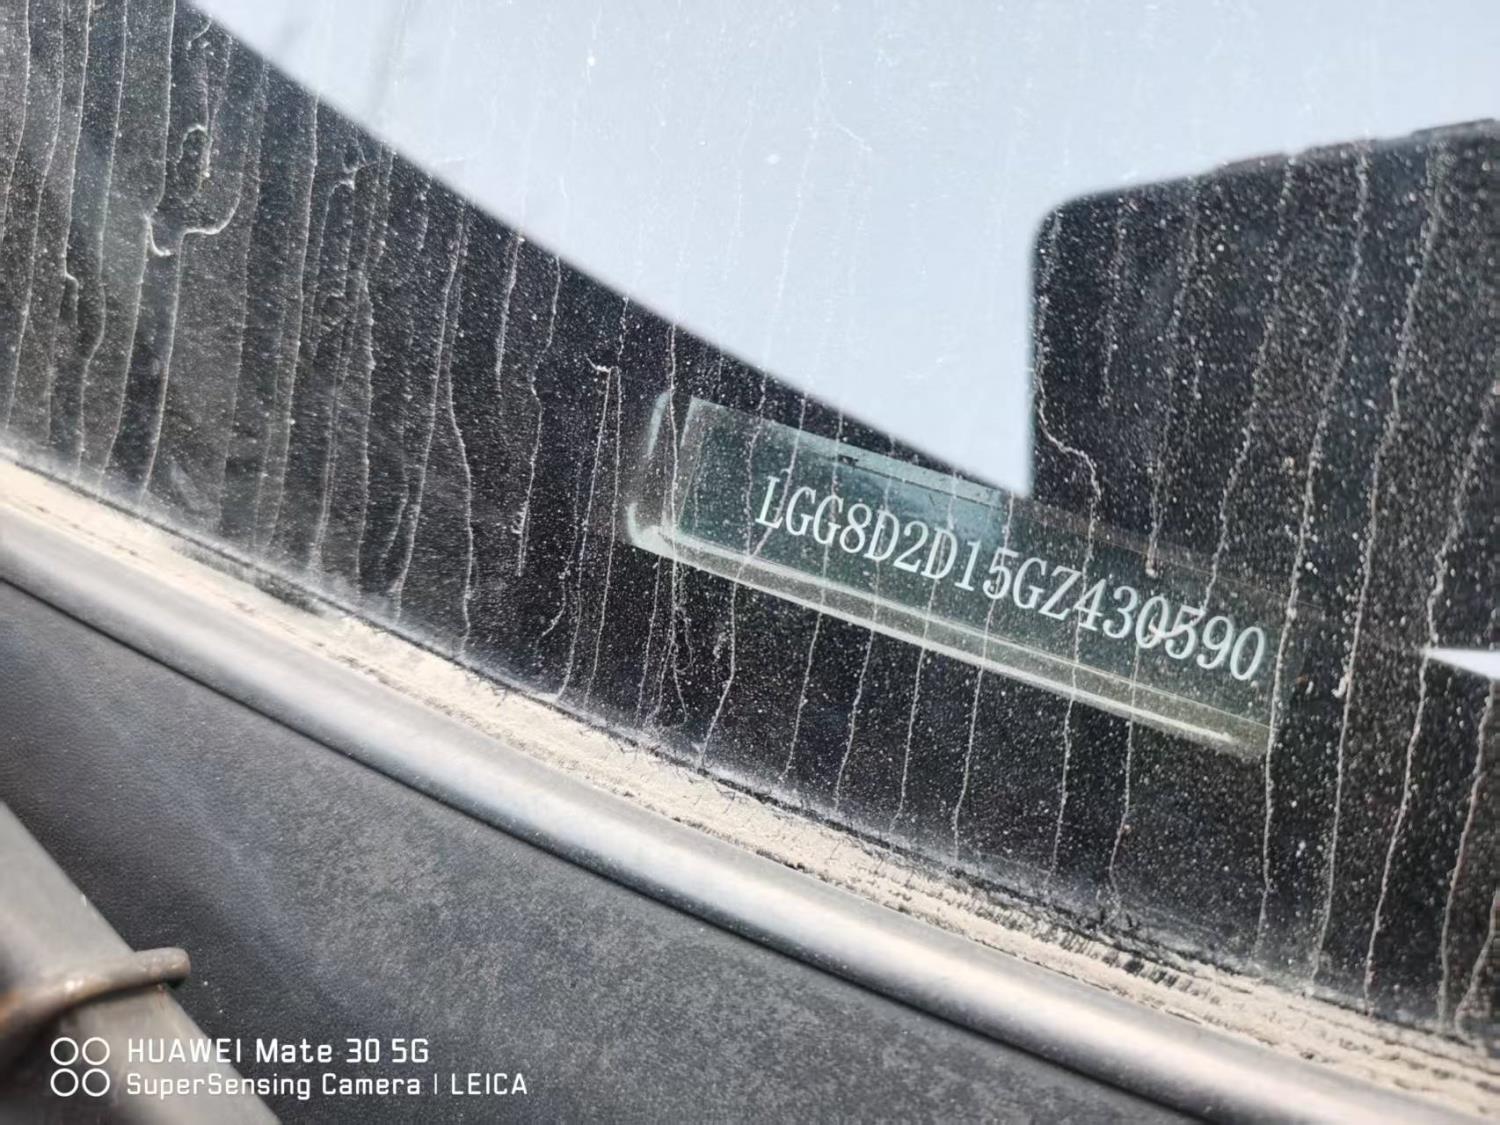 LGG8D2D15GZ430590
HUAWEI Mate 30 5G
SuperSensing Camera | LEICA